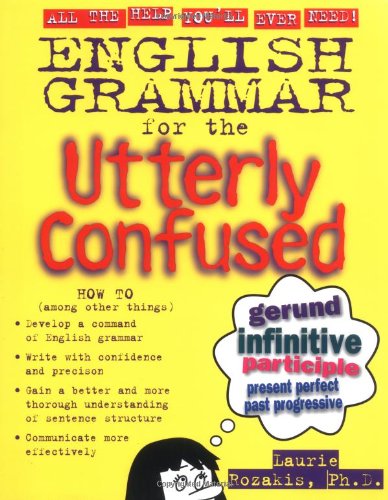 ALL THE HELP YOU'LL EVER NEED!
ENGLISH
GRAMMAR
for the
Utterly
Confused
HOW TO
(among other things)
• Develop a command
of English grammar
• Write with confidence
and precison
• Gain a better and more
thorough understanding
of sentence structure
• Communicate more
effectively
gerund
infinitive
participle
present perfect
past progressive
Laurie
Rozakis, Ph.D.